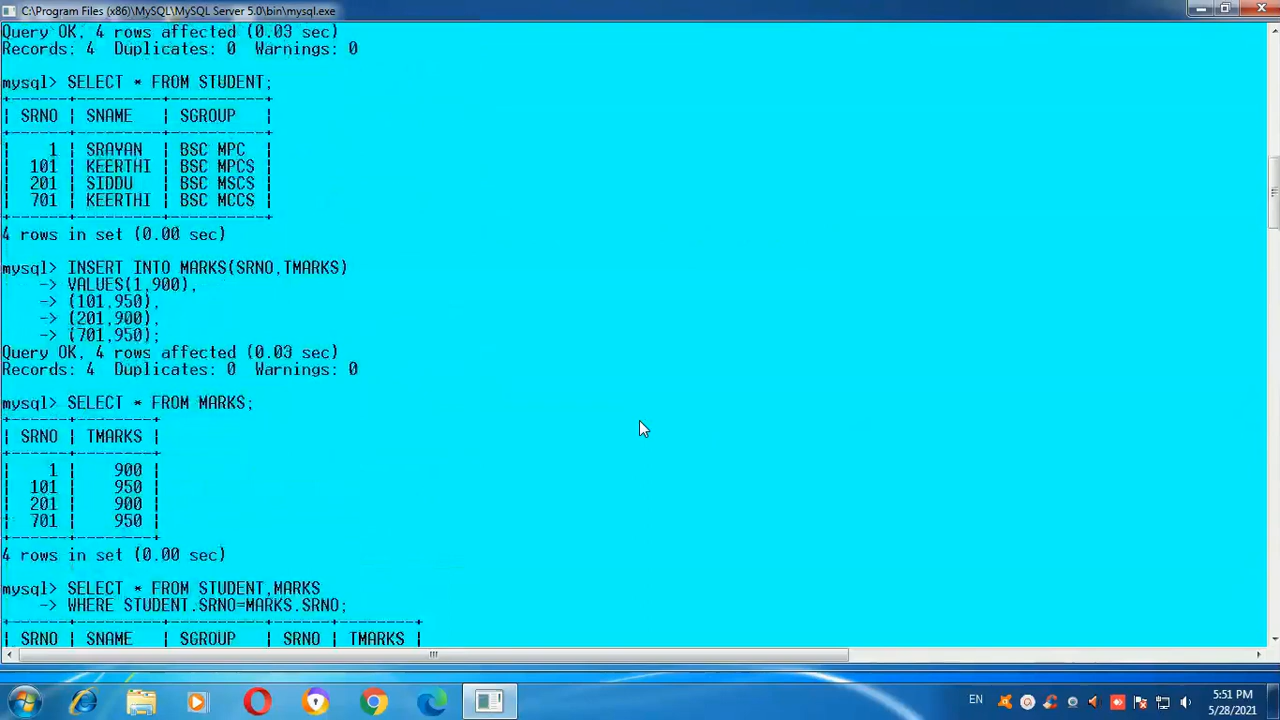 C:\Program Files (x86)\MySQL\MySQL Server 5.0\bin\mysql.exe
Query OK, 4 rows affected (0.03 sec)
Records: 4  Duplicates: 0  Warnings: 0
mysql> SELECT * FROM STUDENT;
+------+---------+----------+
| SRNO | SNAME   | SGROUP   |
+------+---------+----------+
|    1 | SRAYAN  | BSC MPC  |
|  101 | KEERTHI | BSC MPCS |
|  201 | SIDDU   | BSC MSCS |
|  701 | KEERTHI | BSC MCCS |
+------+---------+----------+
4 rows in set (0.00 sec)
mysql> INSERT INTO MARKS(SRNO,TMARKS)
    -> VALUES(1,900),
    -> (101,950),
    -> (201,900),
    -> (701,950);
Query OK, 4 rows affected (0.03 sec)
Records: 4  Duplicates: 0  Warnings: 0
mysql> SELECT * FROM MARKS;
+------+--------+
| SRNO | TMARKS |
+------+--------+
|    1 |    900 |
|  101 |    950 |
|  201 |    900 |
|  701 |    950 |
+------+--------+
4 rows in set (0.00 sec)
mysql> SELECT * FROM STUDENT,MARKS
    -> WHERE STUDENT.SRNO=MARKS.SRNO;
+------+---------+----------+------+--------+
| SRNO | SNAME   | SGROUP   | SRNO | TMARKS |
EN
5:51 PM
5/28/2021